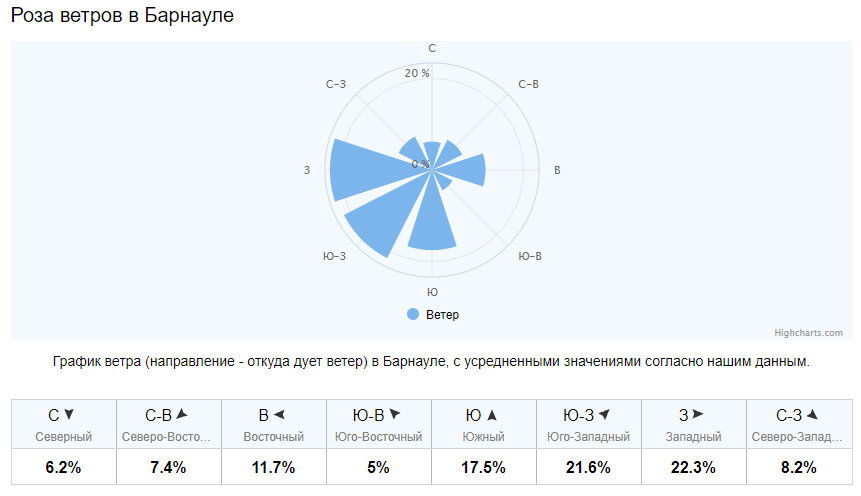 Роза ветров в Барнауле
С
20 %
С-З
С-В
0 %
З
В
Ю-З
Ю-В
Ю
Ветер
Highcharts.com
График ветра (направление - откуда дует ветер) в Барнауле, с усредненными значениями согласно нашим данным.
С С-В В Ю-В Ю Ю-З З С-З
Северный Северо-Восто... Восточный Юго-Восточный Южный Юго-Западный Западный Северо-Запад...
6.2% 7.4% 11.7% 5% 17.5% 21.6% 22.3% 8.2%